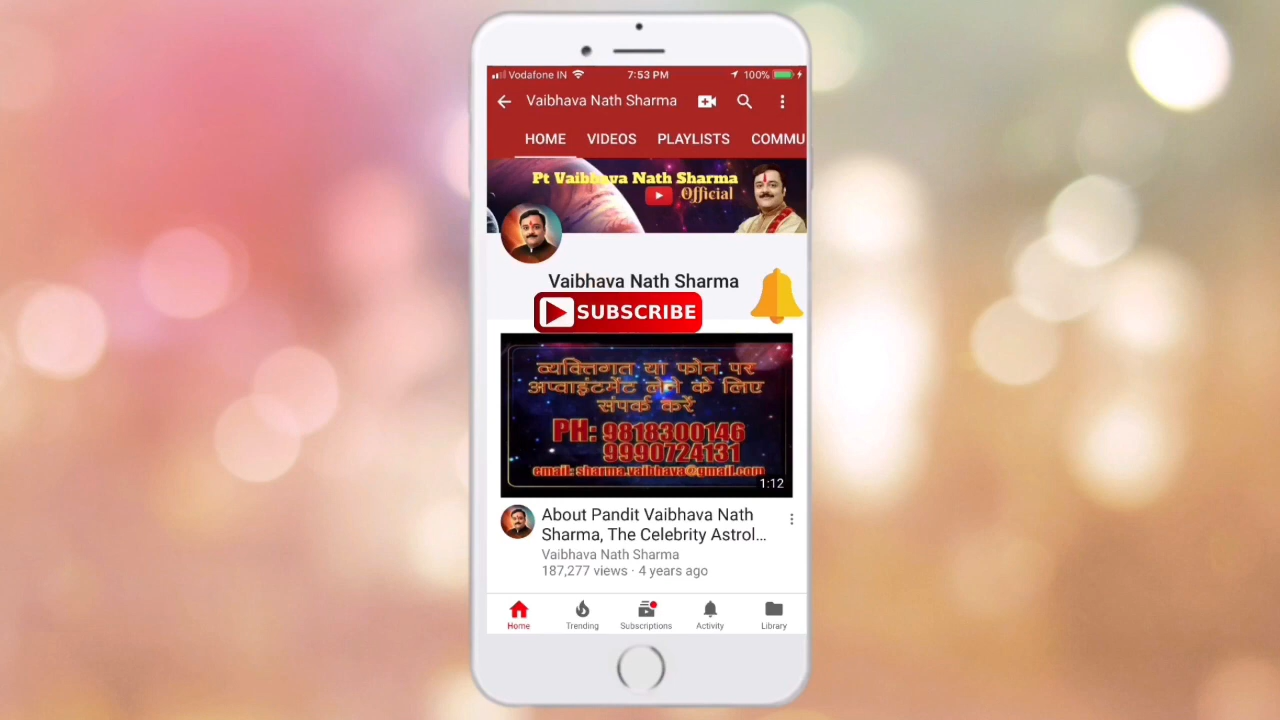 Vodafone IN 7:53 PM 100%
Vaibhava Nath Sharma
HOME VIDEOS PLAYLISTS COMMU
Pt Vaibhava Nath Sharma
Official
Vaibhava Nath Sharma
SUBSCRIBE
व्यक्तिगत या फोन पर
अप्वाइंटमेंट लेने के लिए
संपर्क करें
PH: 9818300146
9990724131
email: sharma.vaibhava@gmail.com
1:12
About Pandit Vaibhava Nath
Sharma, The Celebrity Astrol...
Vaibhava Nath Sharma
187,277 views · 4 years ago
Home Trending Subscriptions Activity Library